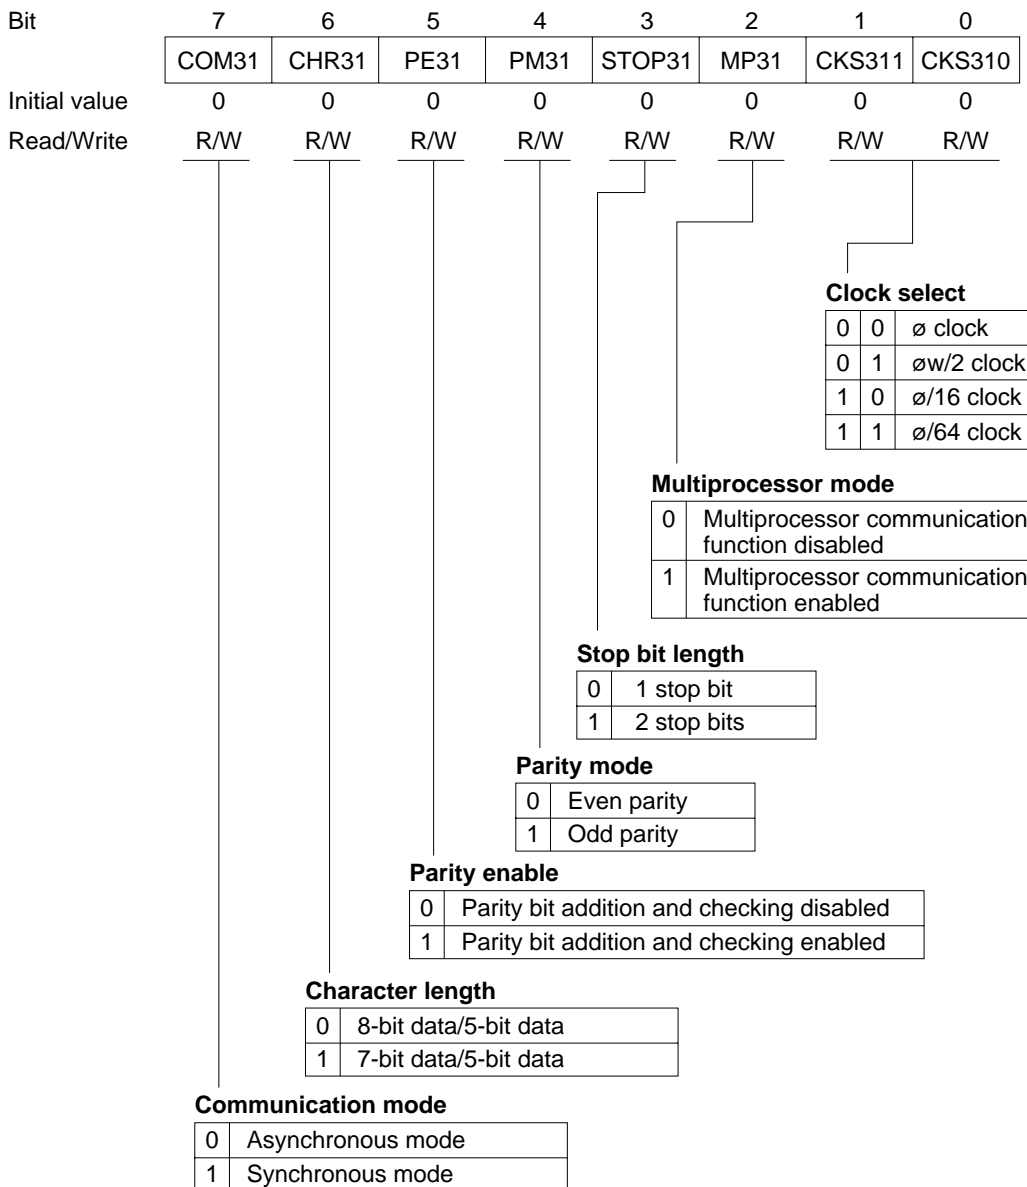 Bit 7 6 5 4 3 2 1 0
COM31 CHR31 PE31 PM31 STOP31 MP31 CKS311 CKS310
Initial value 0 0 0 0 0 0 0 0
Read/Write R/W R/W R/W R/W R/W R/W R/W R/W
Clock select
0 0 ø clock
0 1 øw/2 clock
1 0 ø/16 clock
1 1 ø/64 clock
Multiprocessor mode
0 Multiprocessor communication
function disabled
1 Multiprocessor communication
function enabled
Stop bit length
0 1 stop bit
1 2 stop bits
Parity mode
0 Even parity
1 Odd parity
Parity enable
0 Parity bit addition and checking disabled
1 Parity bit addition and checking enabled
Character length
0 8-bit data/5-bit data
1 7-bit data/5-bit data
Communication mode
0 Asynchronous mode
1 Synchronous mode